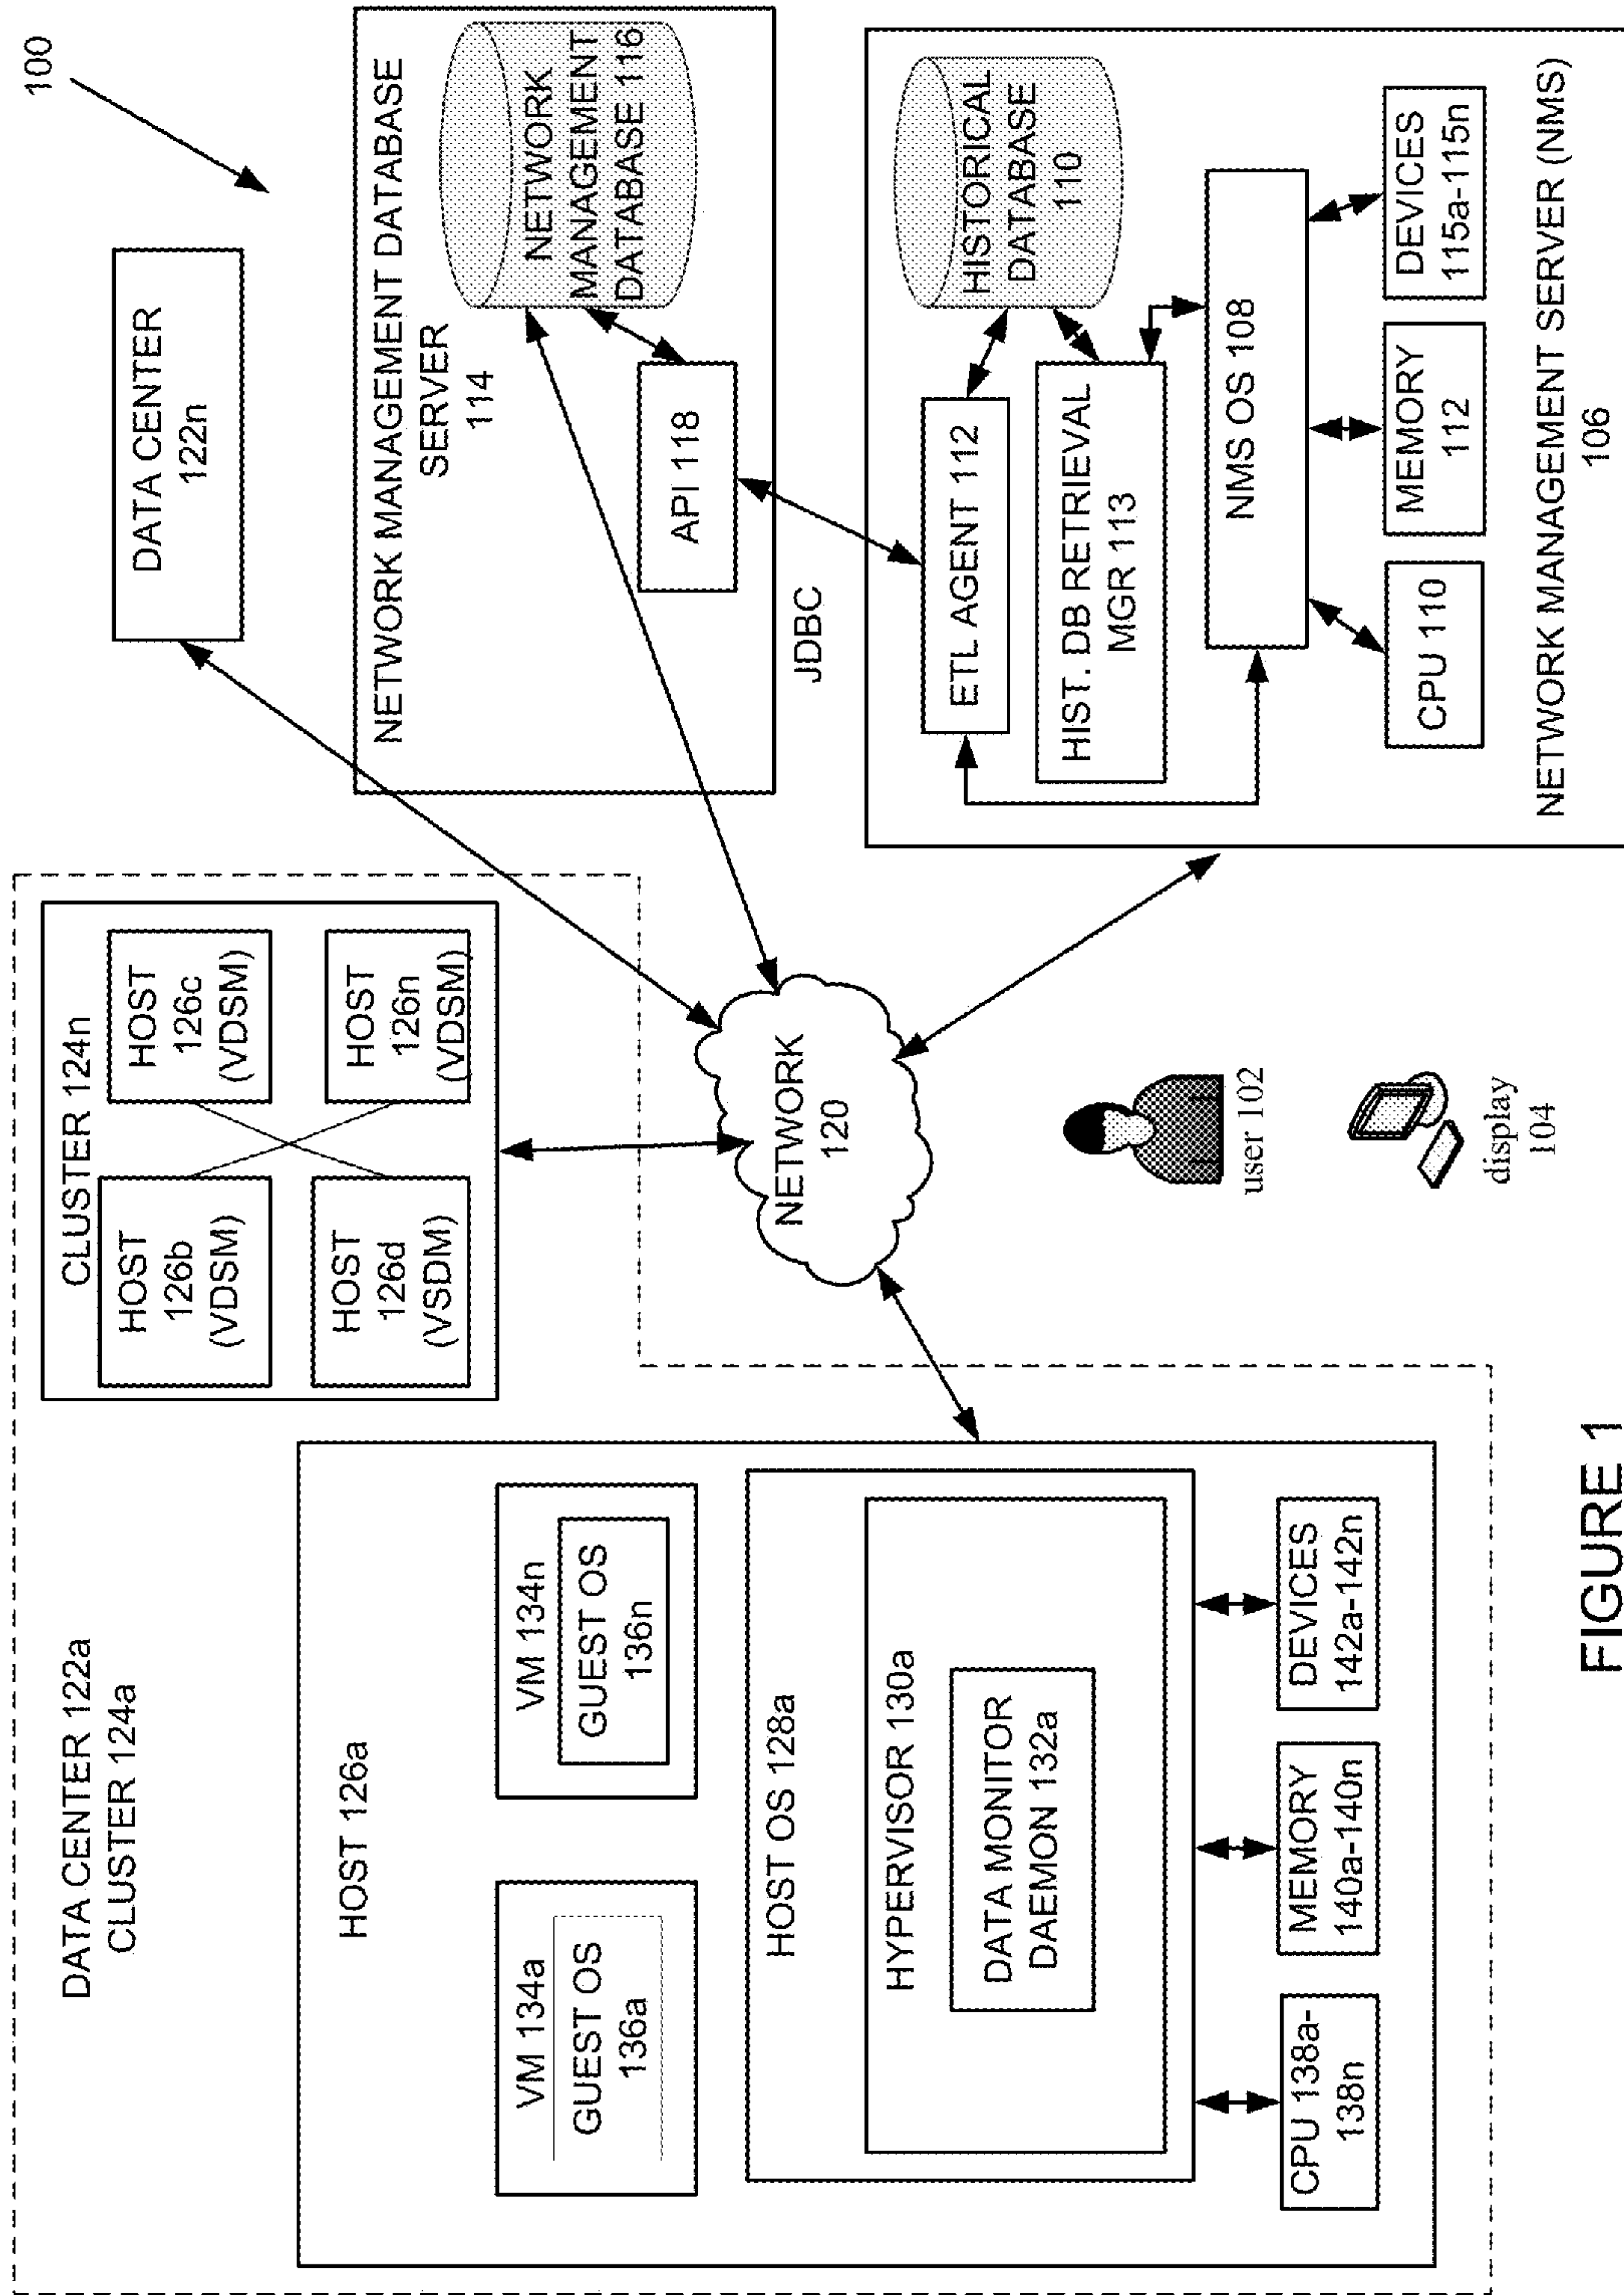 100
DATA CENTER 122a
CLUSTER 124a
HOST 126a
VM 134a
GUEST OS
136a
VM 134n
GUEST OS
136n
HOST OS 128a
HYPERVISOR 130a
DATA MONITOR
DAEMON 132a
CPU 138a-
138n
MEMORY
140a-140n
DEVICES
142a-142n
CLUSTER 124n
HOST
126b
(VDSM)
HOST
126c
(VDSM)
HOST
126d
(VSDM)
HOST
126n
(VDSM)
NETWORK
120
user 102
display
104
DATA CENTER
122n
NETWORK MANAGEMENT DATABASE
SERVER
114
NETWORK
MANAGEMENT
DATABASE 116
API 118
JDBC
ETL AGENT 112
HISTORICAL
DATABASE
110
HIST. DB RETRIEVAL
MGR 113
NMS OS 108
CPU 110
MEMORY
112
DEVICES
115a-115n
NETWORK MANAGEMENT SERVER (NMS)
106
FIGURE 1